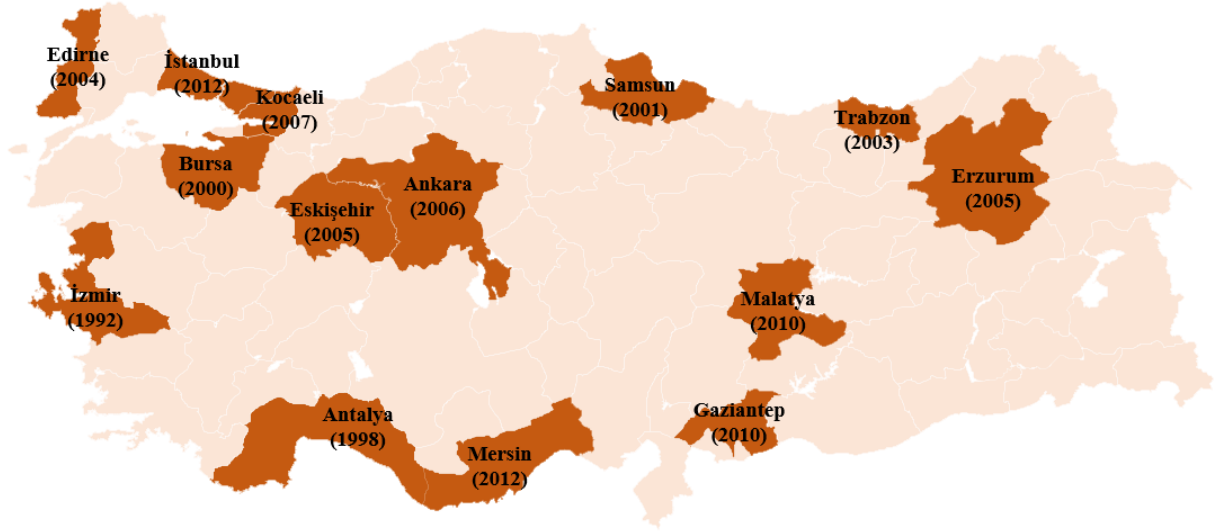 Edirne
(2004)
İstanbul
(2012)
Kocaeli
(2007)
Bursa
(2000)
Eskişehir
(2005)
Ankara
(2006)
Samsun
(2001)
Trabzon
(2003)
Erzurum
(2005)
İzmir
(1992)
Malatya
(2010)
Antalya
(1998)
Mersin
(2012)
Gaziantep
(2010)